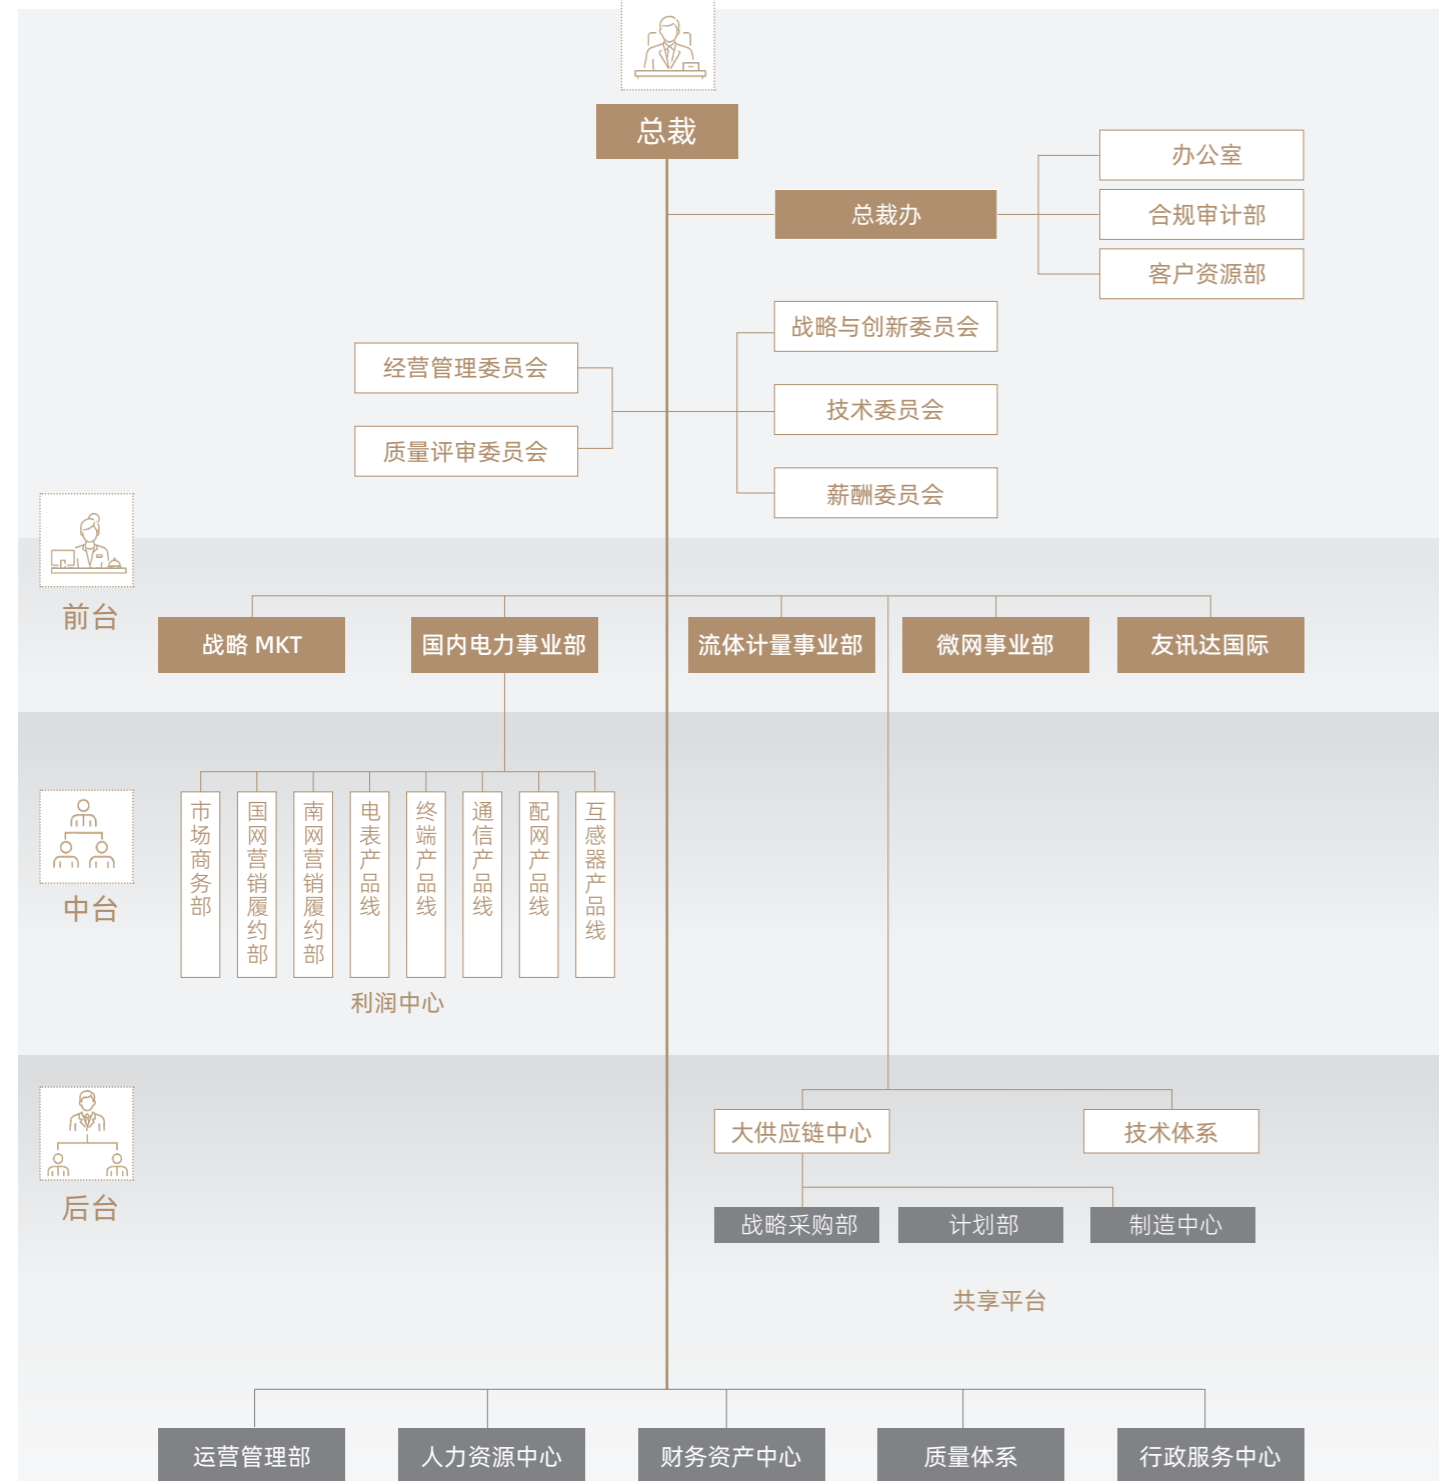 总裁
总裁办
办公室
合规审计部
客户资源部
战略与创新委员会
经营管理委员会
技术委员会
质量评审委员会
薪酬委员会
前台
战略 MKT
国内电力事业部
流体计量事业部
微网事业部
友讯达国际
中台
市场商务部
国网营销履约部
南网营销履约部
电表产品线
终端产品线
通信产品线
配网产品线
互感器产品线
利润中心
后台
大供应链中心
技术体系
战略采购部
计划部
制造中心
共享平台
运营管理部
人力资源中心
财务资产中心
质量体系
行政服务中心